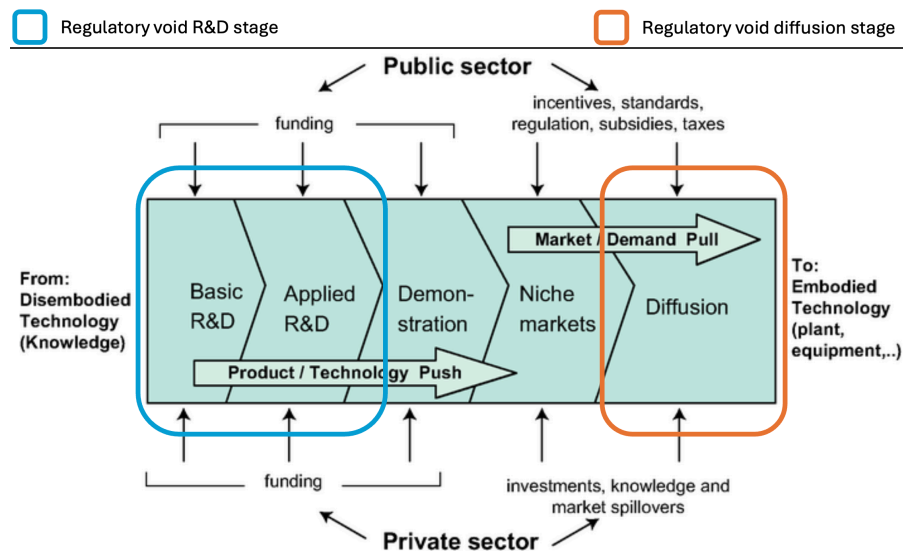 Regulatory void R&D stage
Regulatory void diffusion stage
Public sector
funding
incentives, standards,
regulation, subsidies, taxes
Market / Demand Pull
From:
Disembodied
Technology
(Knowledge)
Basic
R&D
Applied
R&D
Demon-
stration
Niche
markets
Diffusion
To:
Embodied
Technology
(plant,
equipment,..)
Product / Technology Push
funding
investments, knowledge and
market spillovers
Private sector